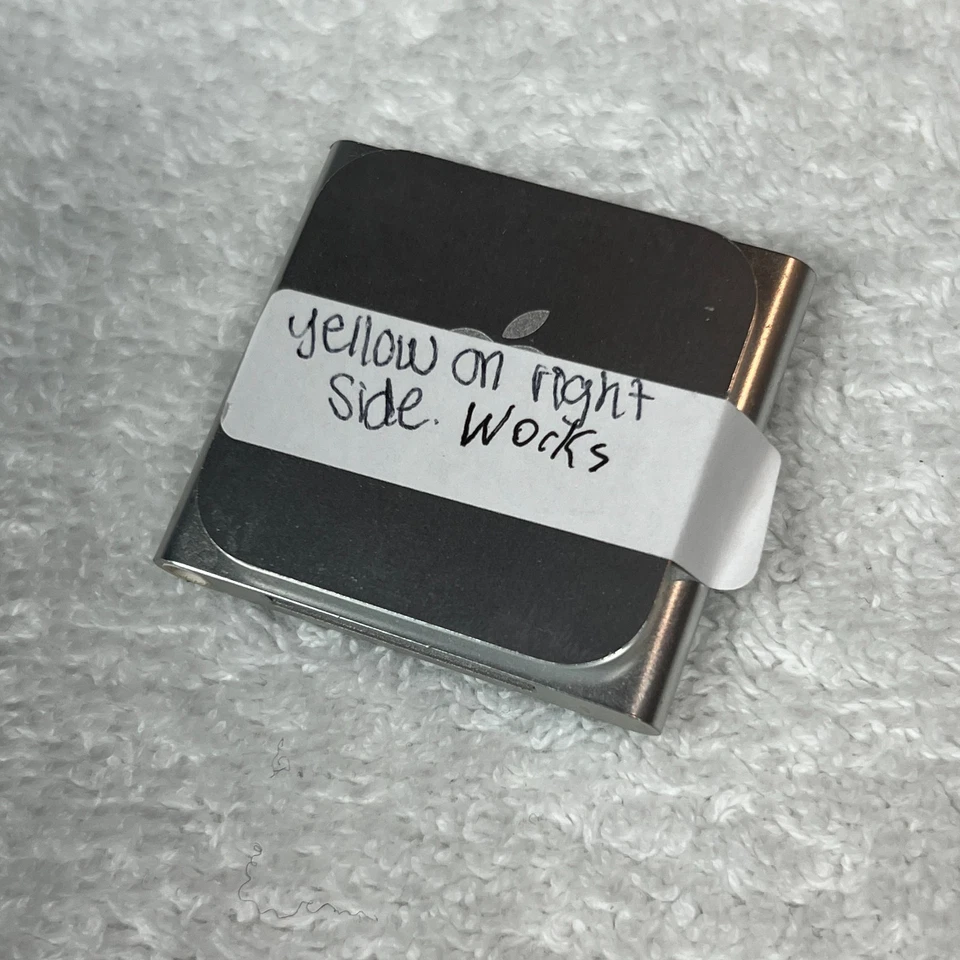 yellow on right
side. Works